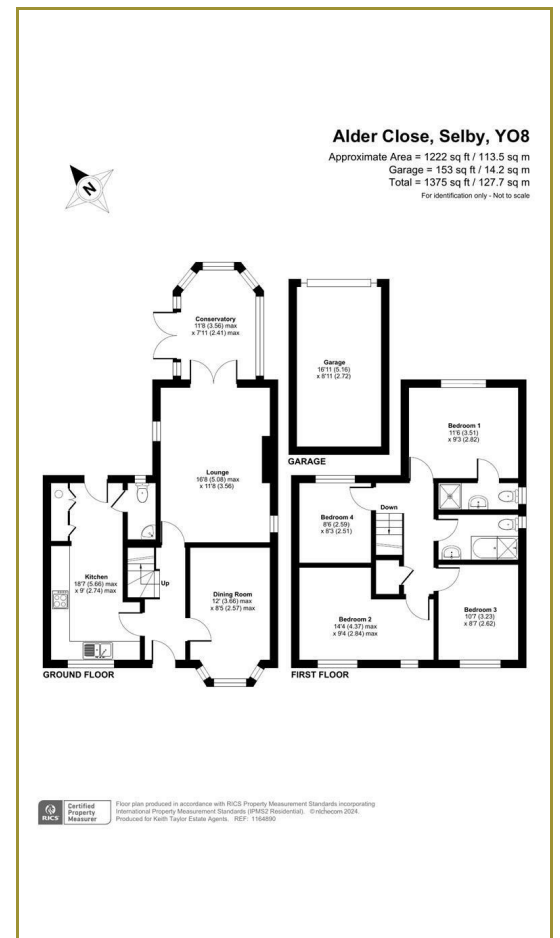 Alder Close, Selby, YO8
Approximate Area = 1222 sq ft / 113.5 sq m
Garage = 153 sq ft / 14.2 sq m
Total = 1375 sq ft / 127.7 sq m
For identification only - Not to scale
N
Conservatory
11'8 (3.56) max
x 7'11 (2.41) max
Garage
16'11 (5.16)
x 8'11 (2.72)
GARAGE
Lounge
16'8 (5.08) max
x 11'8 (3.56)
Kitchen
18'7 (5.66) max
x 9' (2.74) max
Up
Dining Room
12' (3.66) max
x 8'5 (2.57) max
GROUND FLOOR
Bedroom 1
11'6 (3.51)
x 9'3 (2.82)
Bedroom 4
8'6 (2.59)
x 8'3 (2.51)
Down
Bedroom 2
14'4 (4.37) max
x 9'4 (2.84) max
Bedroom 3
10'7 (3.23)
x 8'7 (2.62)
FIRST FLOOR
RICS
Certified
Property
Measurer
Floor plan produced in accordance with RICS Property Measurement Standards incorporating
International Property Measurement Standards (IPMS2 Residential). © nichecom 2024.
Produced for Keith Taylor Estate Agents. REF: 1164890